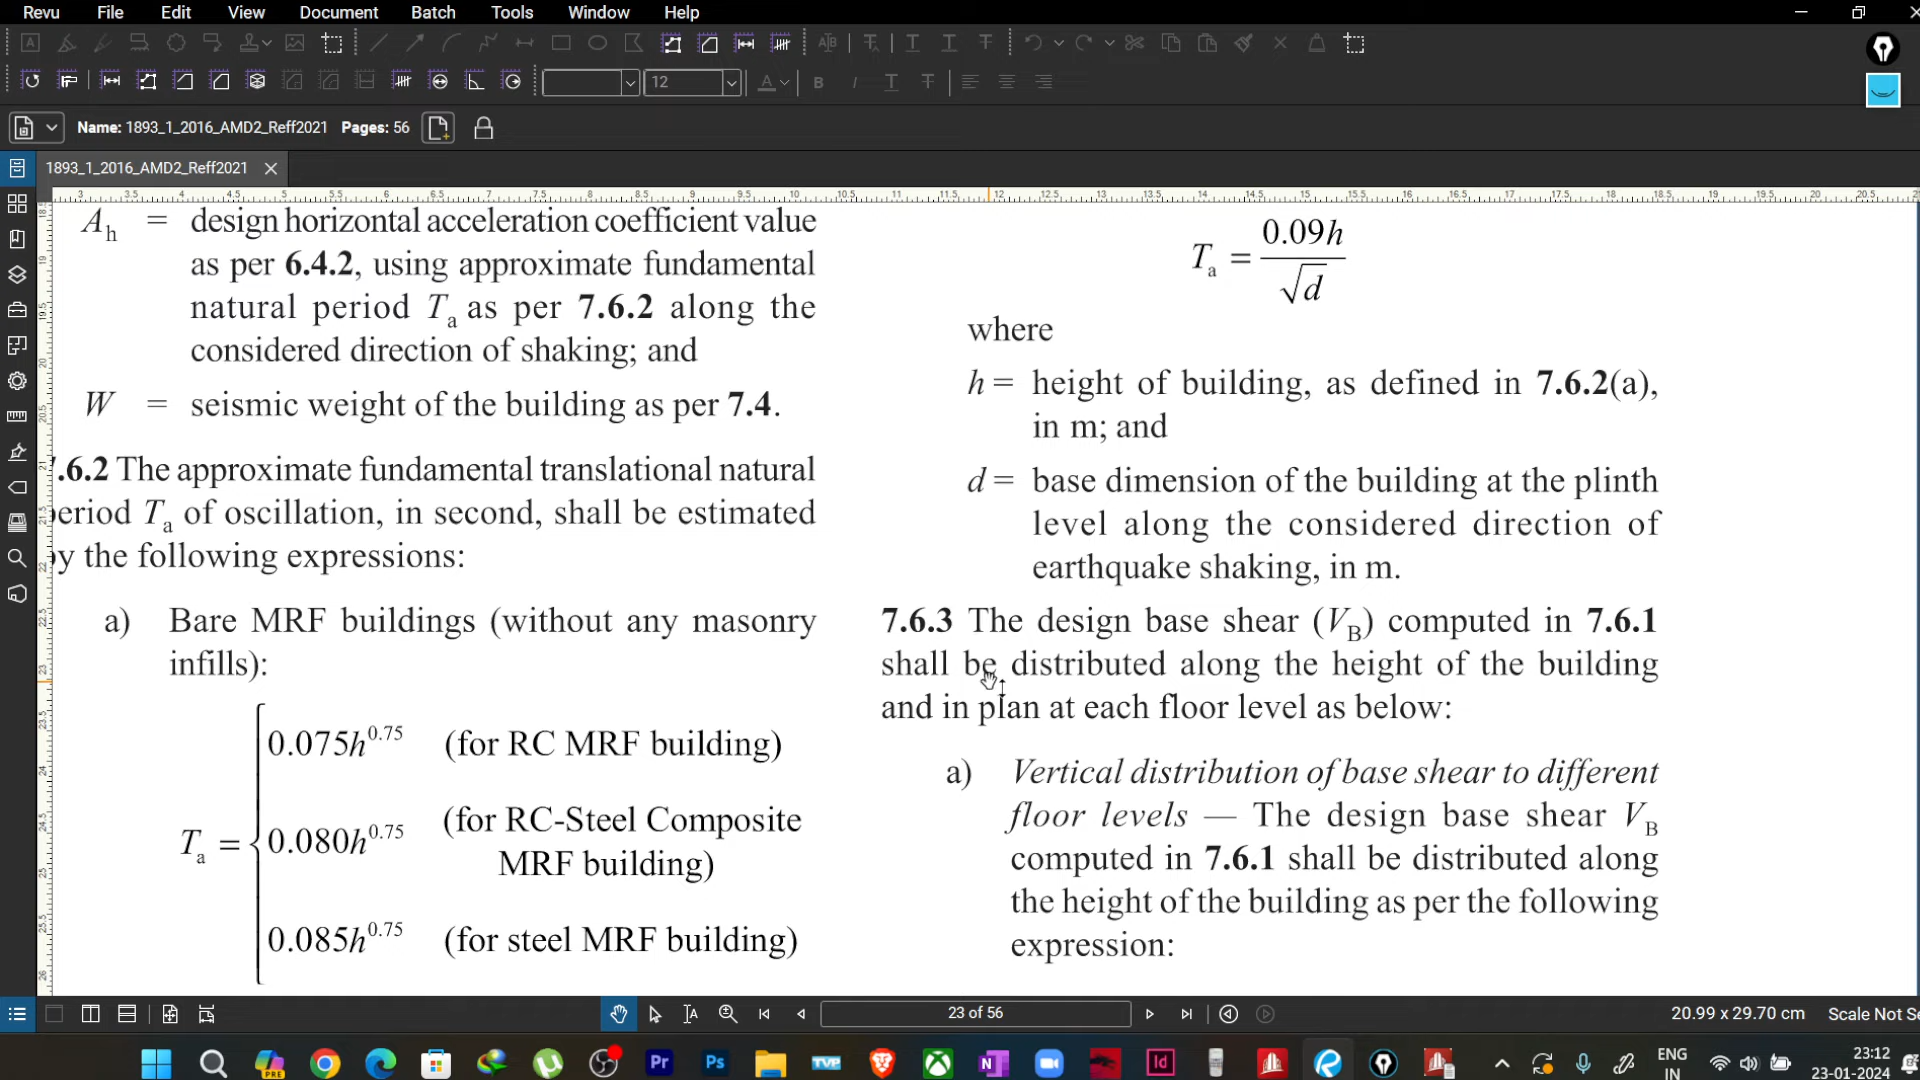 Revu File Edit View Document Batch Tools Window Help
12
Name: 1893_1_2016_AMD2_Reff2021 Pages: 56
1893_1_2016_AMD2_Reff2021
A_h = design horizontal acceleration coefficient value
as per 6.4.2, using approximate fundamental
natural period T_a as per 7.6.2 along the
considered direction of shaking; and
W = seismic weight of the building as per 7.4.
.6.2 The approximate fundamental translational natural
period T_a of oscillation, in second, shall be estimated
by the following expressions:
a) Bare MRF buildings (without any masonry
infills):
0.075h^0.75 (for RC MRF building)
T_a = 0.080h^0.75 (for RC-Steel Composite
MRF building)
0.085h^0.75 (for steel MRF building)
T_a = 0.09h / √d
where
h = height of building, as defined in 7.6.2(a),
in m; and
d = base dimension of the building at the plinth
level along the considered direction of
earthquake shaking, in m.
7.6.3 The design base shear (V_B) computed in 7.6.1
shall be distributed along the height of the building
and in plan at each floor level as below:
a) Vertical distribution of base shear to different
floor levels — The design base shear V_B
computed in 7.6.1 shall be distributed along
the height of the building as per the following
expression:
23 of 56
20.99 x 29.70 cm
Scale Not Se
ENG
IN
23:12
23-01-2024